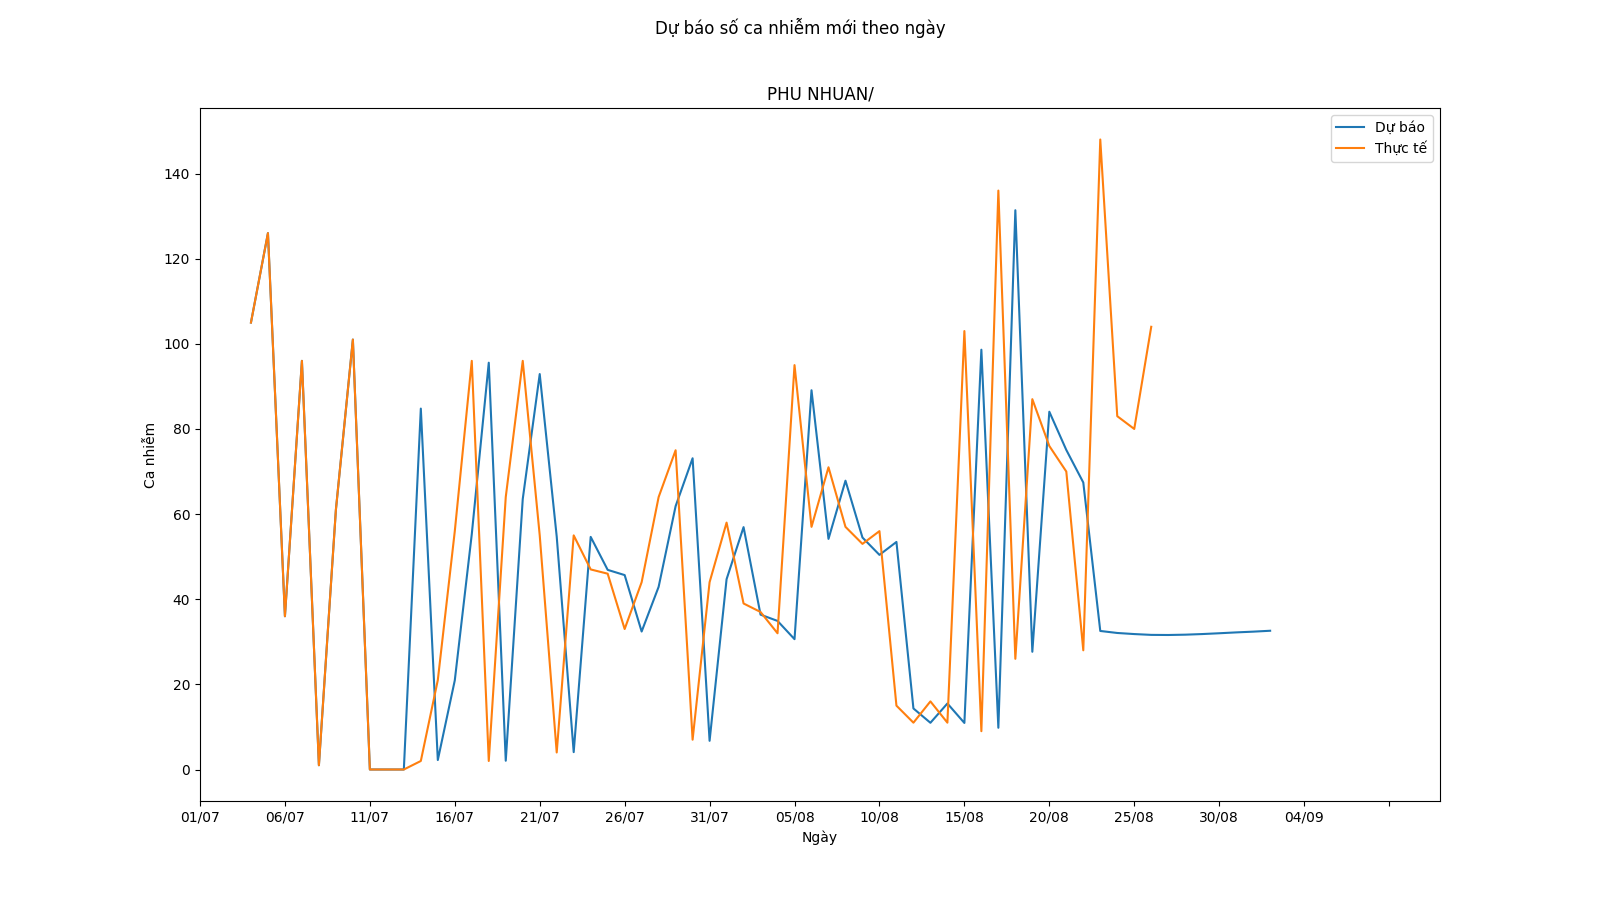 Dự báo số ca nhiễm mới theo ngày
PHU NHUAN/
Dự báo
Thực tế
140
120
100
80
60
40
20
0
Ca nhiễm
01/07 06/07 11/07 16/07 21/07 26/07 31/07 05/08 10/08 15/08 20/08 25/08 30/08 04/09
Ngày